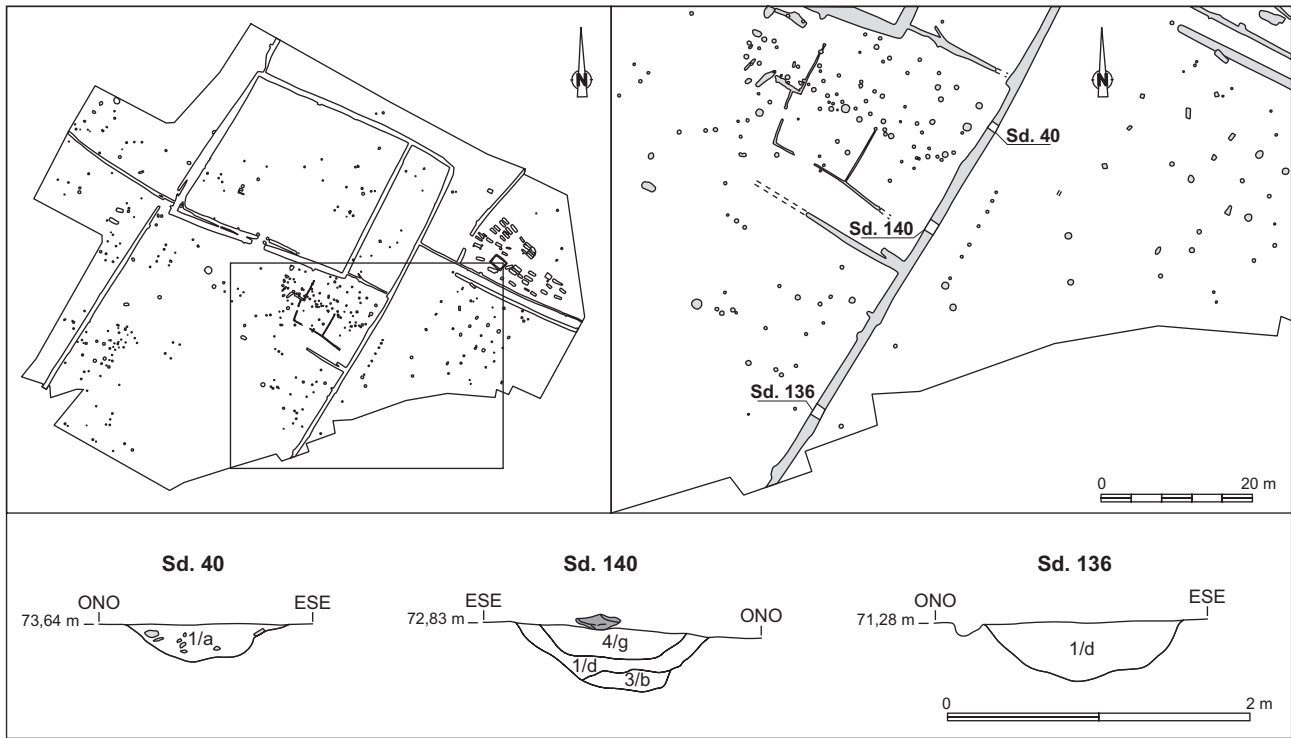 N
N
Sd. 40
Sd. 140
Sd. 136
0 20 m
Sd. 40
ONO ESE
73,64 m
1/a
Sd. 140
ESE
ONO
72,83 m
4/g
1/d
3/b
Sd. 136
ONO
ESE
71,28 m
1/d
0 2 m